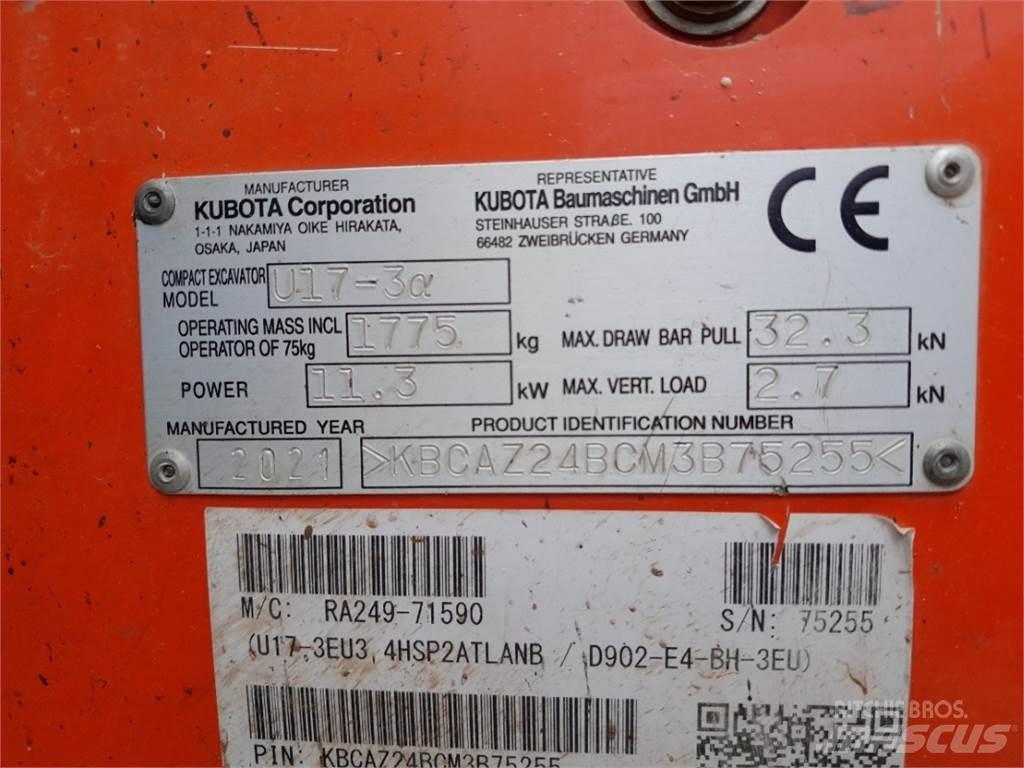 MANUFACTURER
KUBOTA Corporation
1-1-1 NAKAMIYA OIKE HIRAKATA,
OSAKA, JAPAN
REPRESENTATIVE
KUBOTA Baumaschinen GmbH
STEINHAUSER STRAßE. 100
66482 ZWEIBRÜCKEN GERMANY
CE
COMPACT EXCAVATOR
MODEL U17-3α
OPERATING MASS INCL
OPERATOR OF 75kg 1775 kg
MAX. DRAW BAR PULL 32.3 kN
POWER 11.3 kW
MAX. VERT. LOAD 2.7 kN
MANUFACTURED YEAR
2021
PRODUCT IDENTIFICATION NUMBER
>KBCAZ24BCM3B75255<
M/C: RA249-71590
S/N: 75255
(U17-3EU3,4HSP2ATLANB / D902-E4-BH-3EU)
PIN: KBCAZ24BCM3B75255
RITCHIE BROS.
MASCUS